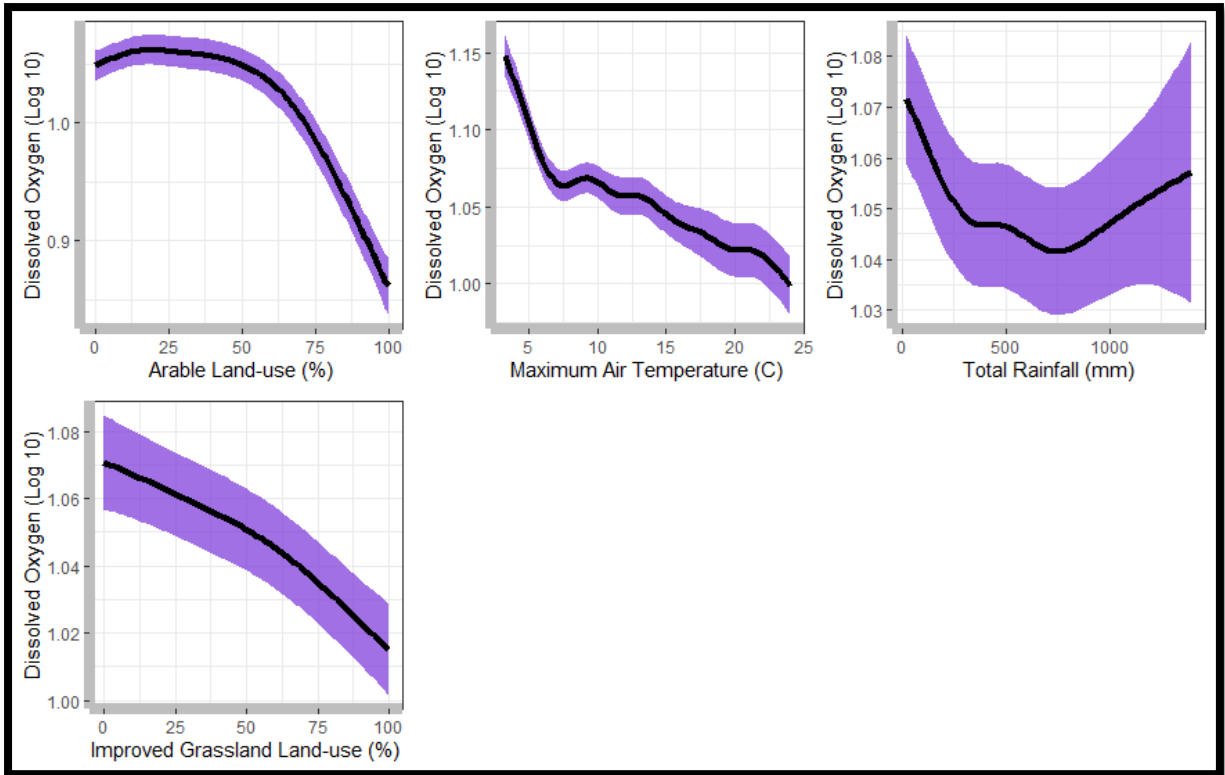 Dissolved Oxygen (Log 10)
1.0
0.9
0 25 50 75 100
Arable Land-use (%)
Dissolved Oxygen (Log 10)
1.15
1.10
1.05
1.00
5 10 15 20 25
Maximum Air Temperature (C)
Dissolved Oxygen (Log 10)
1.08
1.07
1.06
1.05
1.04
1.03
0 500 1000
Total Rainfall (mm)
Dissolved Oxygen (Log 10)
1.08
1.06
1.04
1.02
1.00
0 25 50 75 100
Improved Grassland Land-use (%)